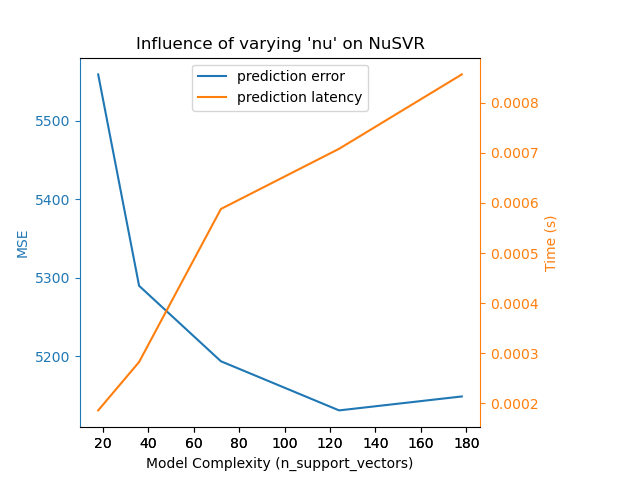 Influence of varying 'nu' on NuSVR
prediction error
prediction latency
MSE
5500
5400
5300
5200
0.0008
0.0007
0.0006
0.0005
0.0004
0.0003
0.0002
Time (s)
20 40 60 80 100 120 140 160 180
Model Complexity (n_support_vectors)